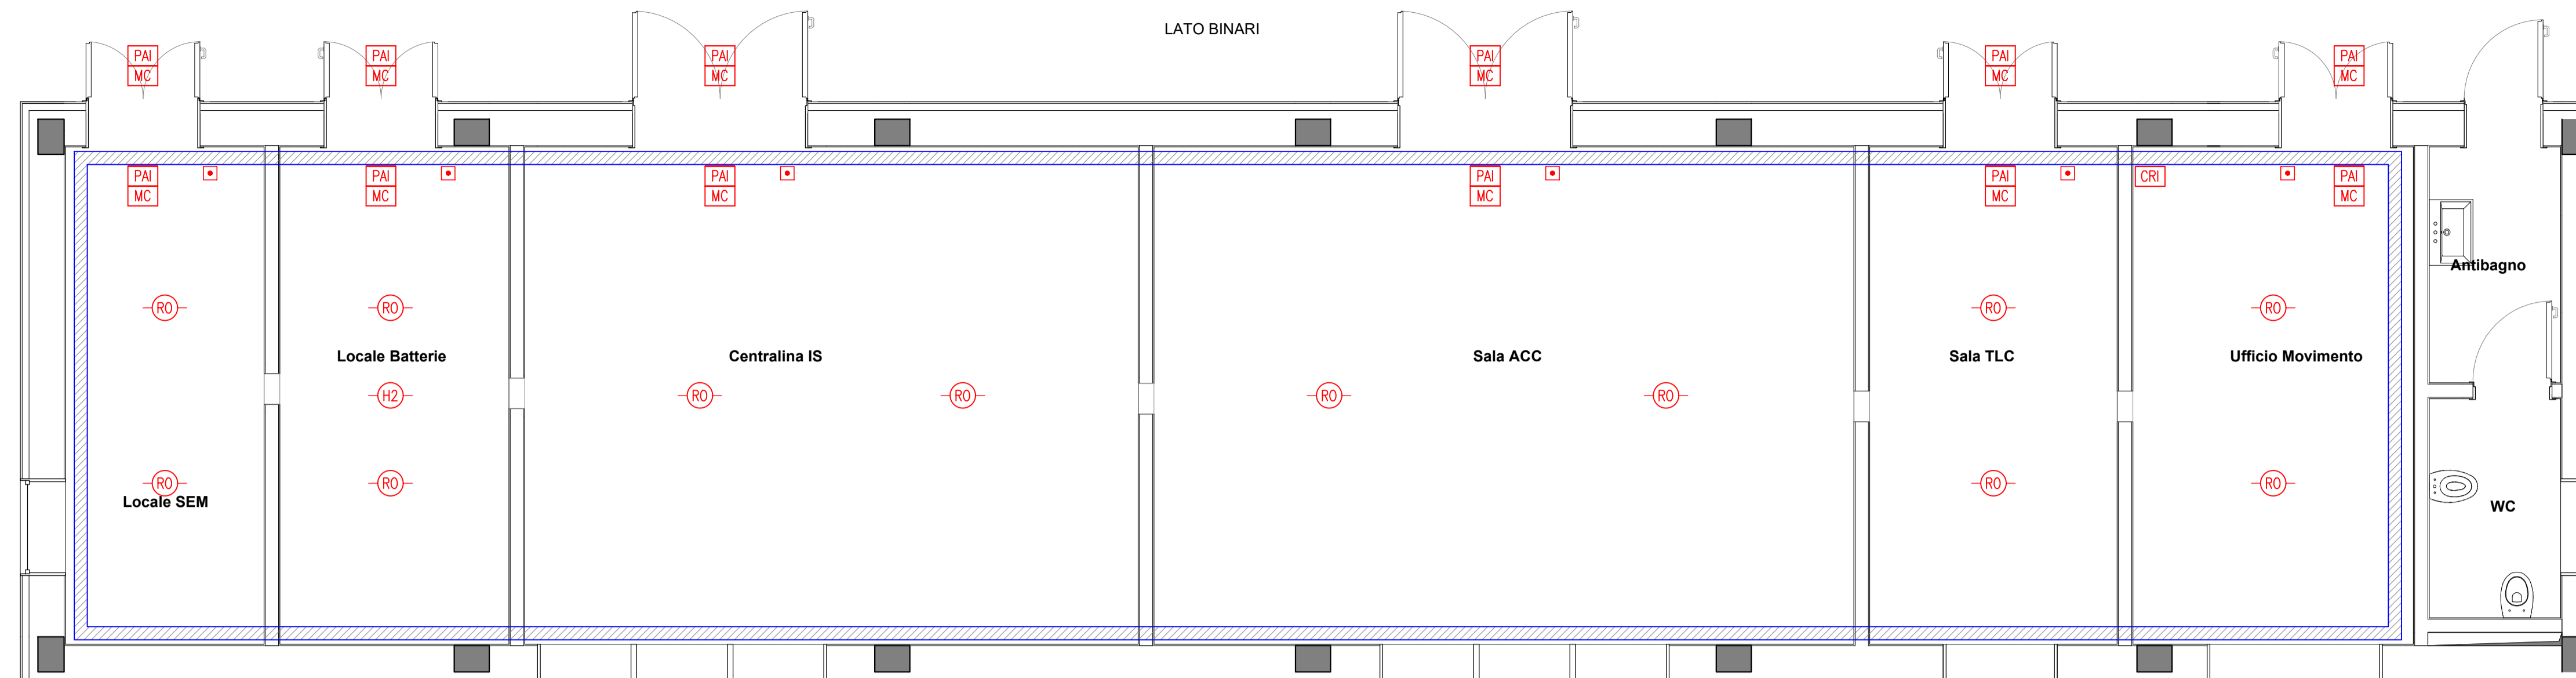 LATO BINARI
PAI
MC
PAI
MC
PAI
MC
PAI
MC
PAI
MC
PAI
MC
PAI
MC
PAI
MC
PAI
MC
PAI
MC
PAI
MC
CRI
PAI
MC
Antibagno
RO
RO
RO
RO
Locale Batterie
Centralina IS
Sala ACC
Sala TLC
Ufficio Movimento
H2
RO
RO
RO
RO
RO
RO
RO
RO
Locale SEM
WC